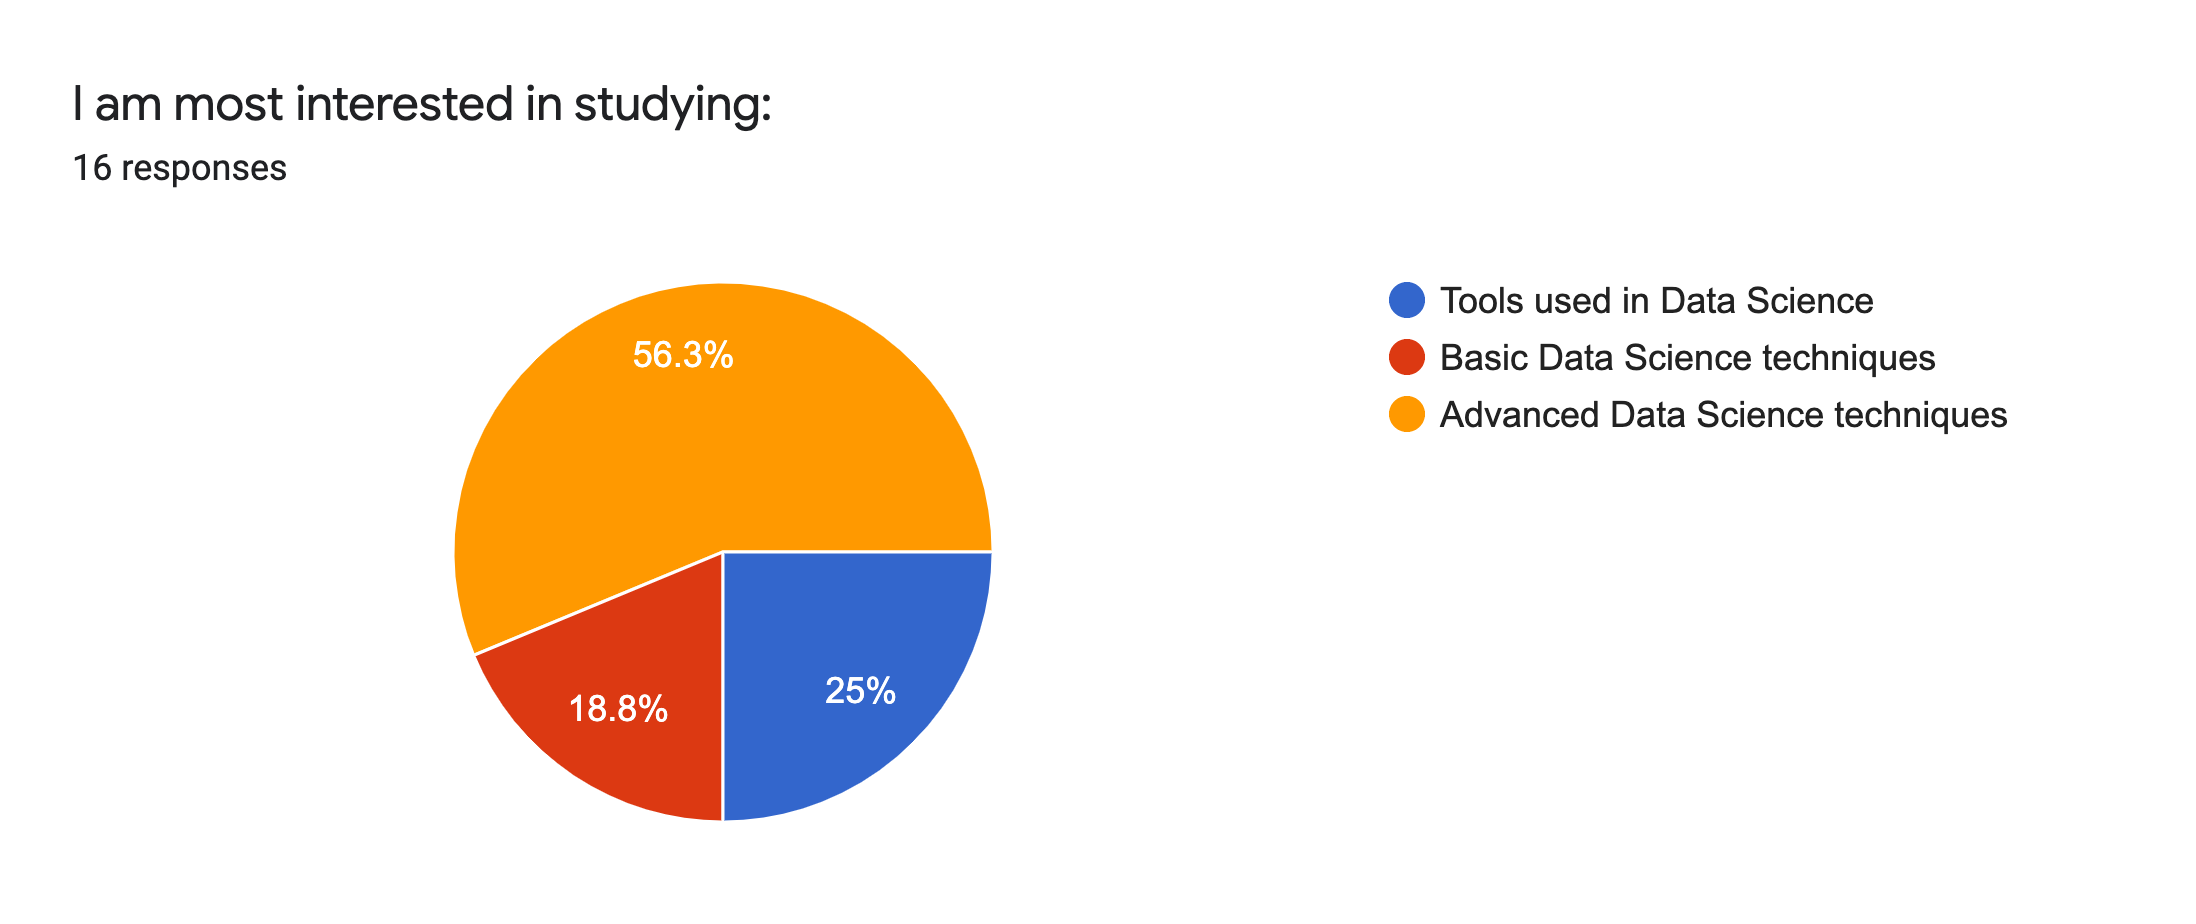 I am most interested in studying:
16 responses
56.3%
18.8%
25%
Tools used in Data Science
Basic Data Science techniques
Advanced Data Science techniques